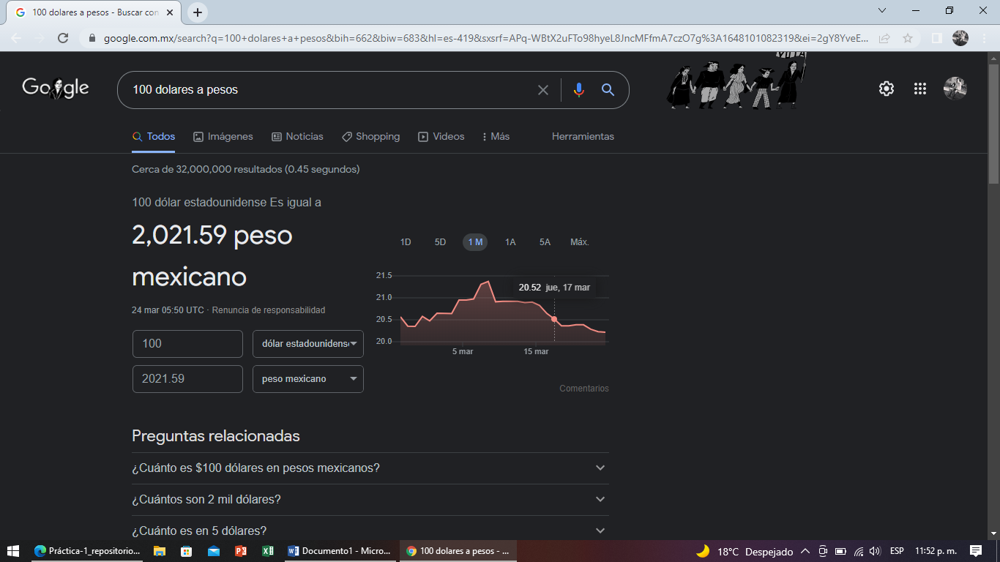 100 dolares a pesos - Buscar con
google.com.mx/search?q=100+dolares+a+pesos&bih=662&biw=683&hl=es-419&sxsrf=APq-WBtX2uFTo98hyeL8JncMFfmA7czO7g%3A1648101082319&ei=2gY8YveE...
Google
100 dolares a pesos
Todos Imágenes Noticias Shopping Videos Más Herramientas
Cerca de 32,000,000 resultados (0.45 segundos)
100 dólar estadounidense Es igual a
2,021.59 peso
mexicano
24 mar 05:50 UTC · Renuncia de responsabilidad
100 dólar estadounidens
2021.59 peso mexicano
1D 5D 1 M 1A 5A Máx.
21.5
20.52 jue, 17 mar
21.0
20.5
20.0
5 mar 15 mar
Comentarios
Preguntas relacionadas
¿Cuánto es $100 dólares en pesos mexicanos?
¿Cuántos son 2 mil dólares?
¿Cuánto es en 5 dólares?
Práctica-1_repositorio... Documento1 - Micro... 100 dolares a pesos - ... 18°C Despejado ESP 11:52 p. m.